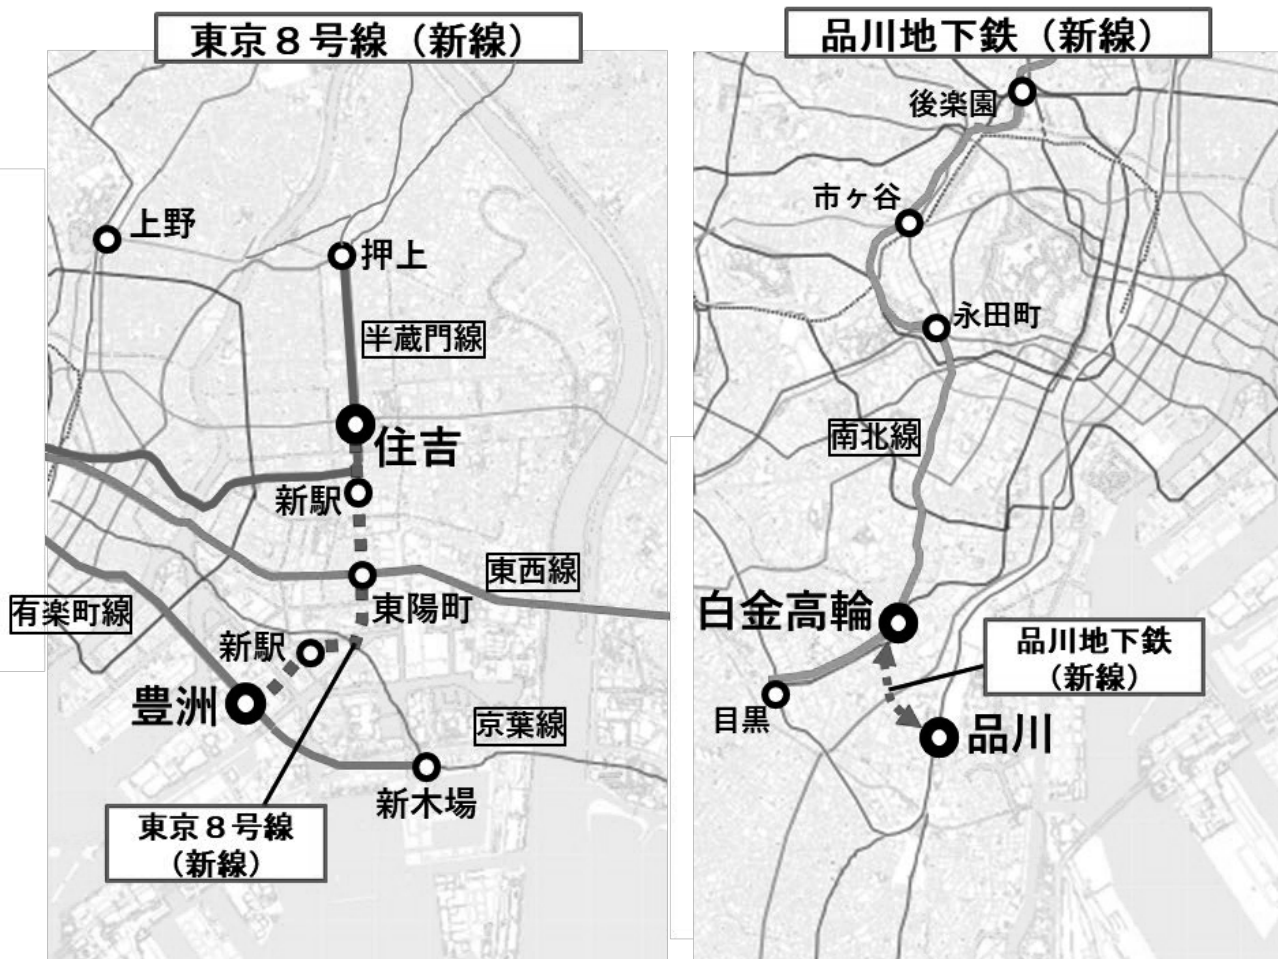 東京８号線（新線）
上野
押上
半蔵門線
住吉
新駅
東西線
有楽町線
東陽町
新駅
豊洲
京葉線
新木場
東京８号線
（新線）
品川地下鉄（新線）
後楽園
市ヶ谷
永田町
南北線
白金高輪
品川地下鉄
（新線）
目黒
品川